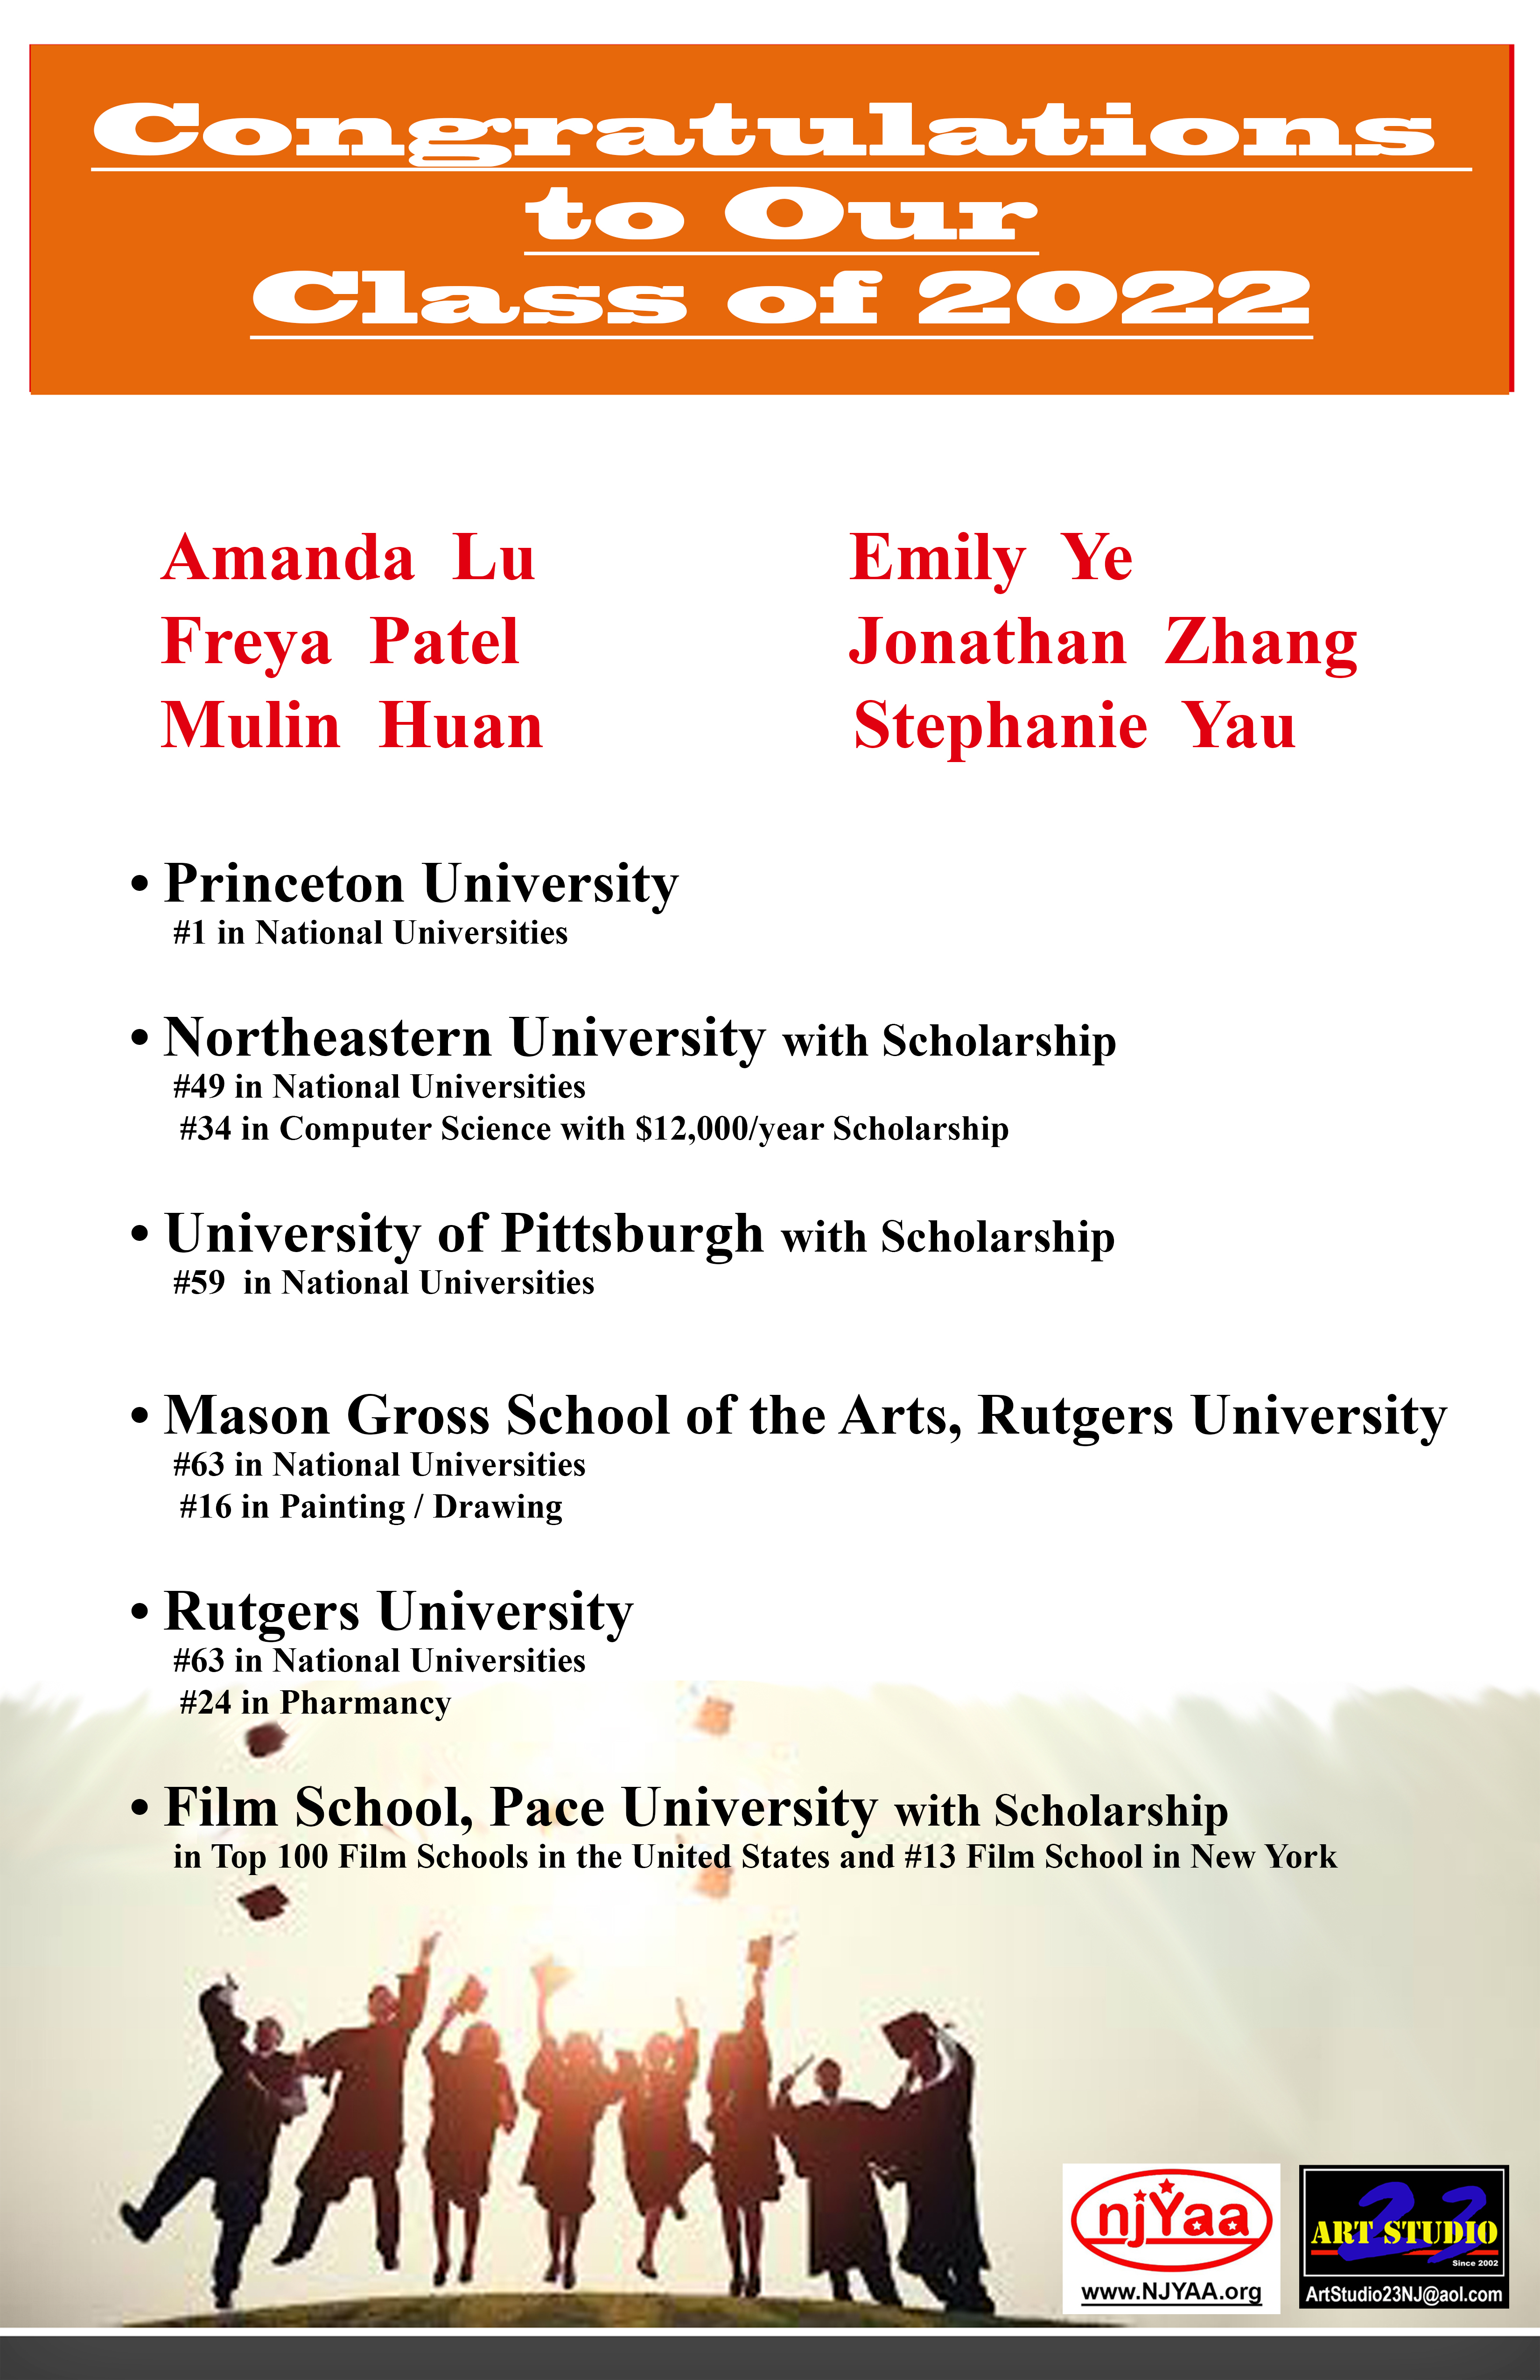 Congratulations
to Our
Class of 2022
Amanda Lu
Freya Patel
Mulin Huan
Emily Ye
Jonathan Zhang
Stephanie Yau
• Princeton University
#1 in National Universities
• Northeastern University with Scholarship
#49 in National Universities
#34 in Computer Science with $12,000/year Scholarship
• University of Pittsburgh with Scholarship
#59 in National Universities
• Mason Gross School of the Arts, Rutgers University
#63 in National Universities
#16 in Painting / Drawing
• Rutgers University
#63 in National Universities
#24 in Pharmancy
• Film School, Pace University with Scholarship
in Top 100 Film Schools in the United States and #13 Film School in New York
njYaa
www.NJYAA.org
23
ART STUDIO
Since 2002
ArtStudio23NJ@aol.com